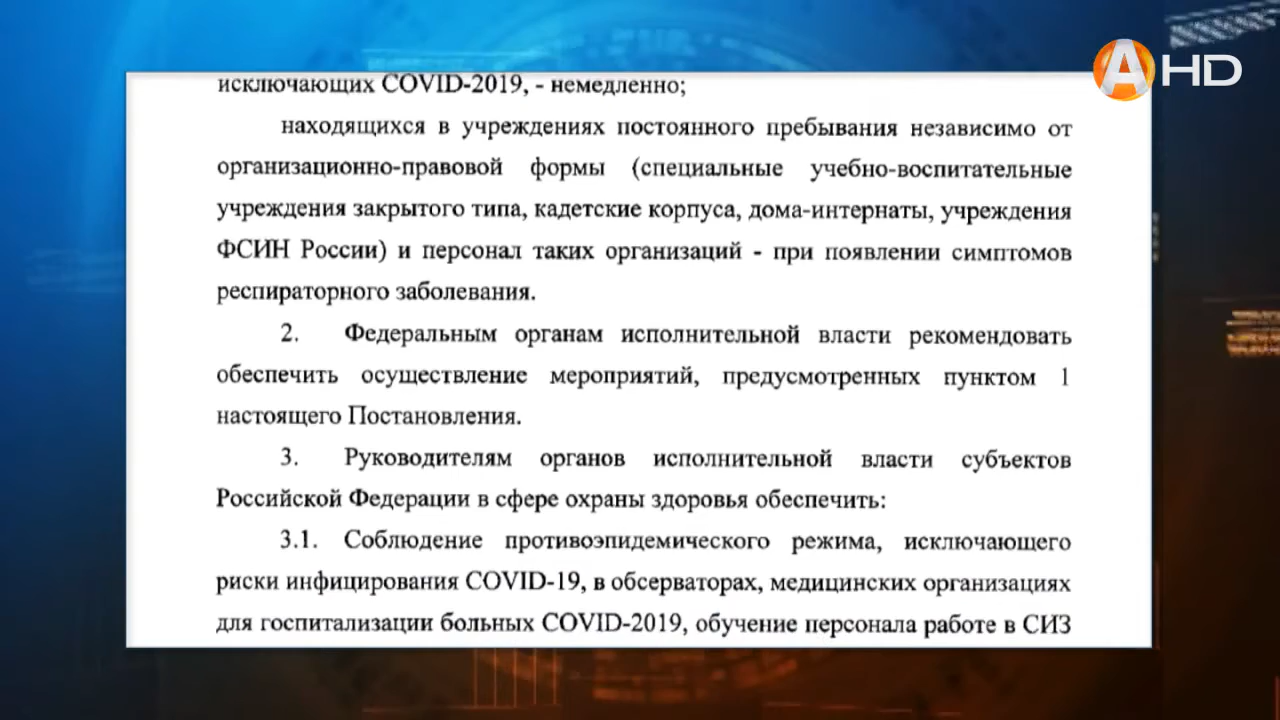 AHD
исключающих COVID-2019, - немедленно;
находящихся в учреждениях постоянного пребывания независимо от
организационно-правовой формы (специальные учебно-воспитательные
учреждения закрытого типа, кадетские корпуса, дома-интернаты, учреждения
ФСИН России) и персонал таких организаций - при появлении симптомов
респираторного заболевания.
2. Федеральным органам исполнительной власти рекомендовать
обеспечить осуществление мероприятий, предусмотренных пунктом 1
настоящего Постановления.
3. Руководителям органов исполнительной власти субъектов
Российской Федерации в сфере охраны здоровья обеспечить:
3.1. Соблюдение противоэпидемического режима, исключающего
риски инфицирования COVID-19, в обсерваторах, медицинских организациях
для госпитализации больных COVID-2019, обучение персонала работе в СИЗ